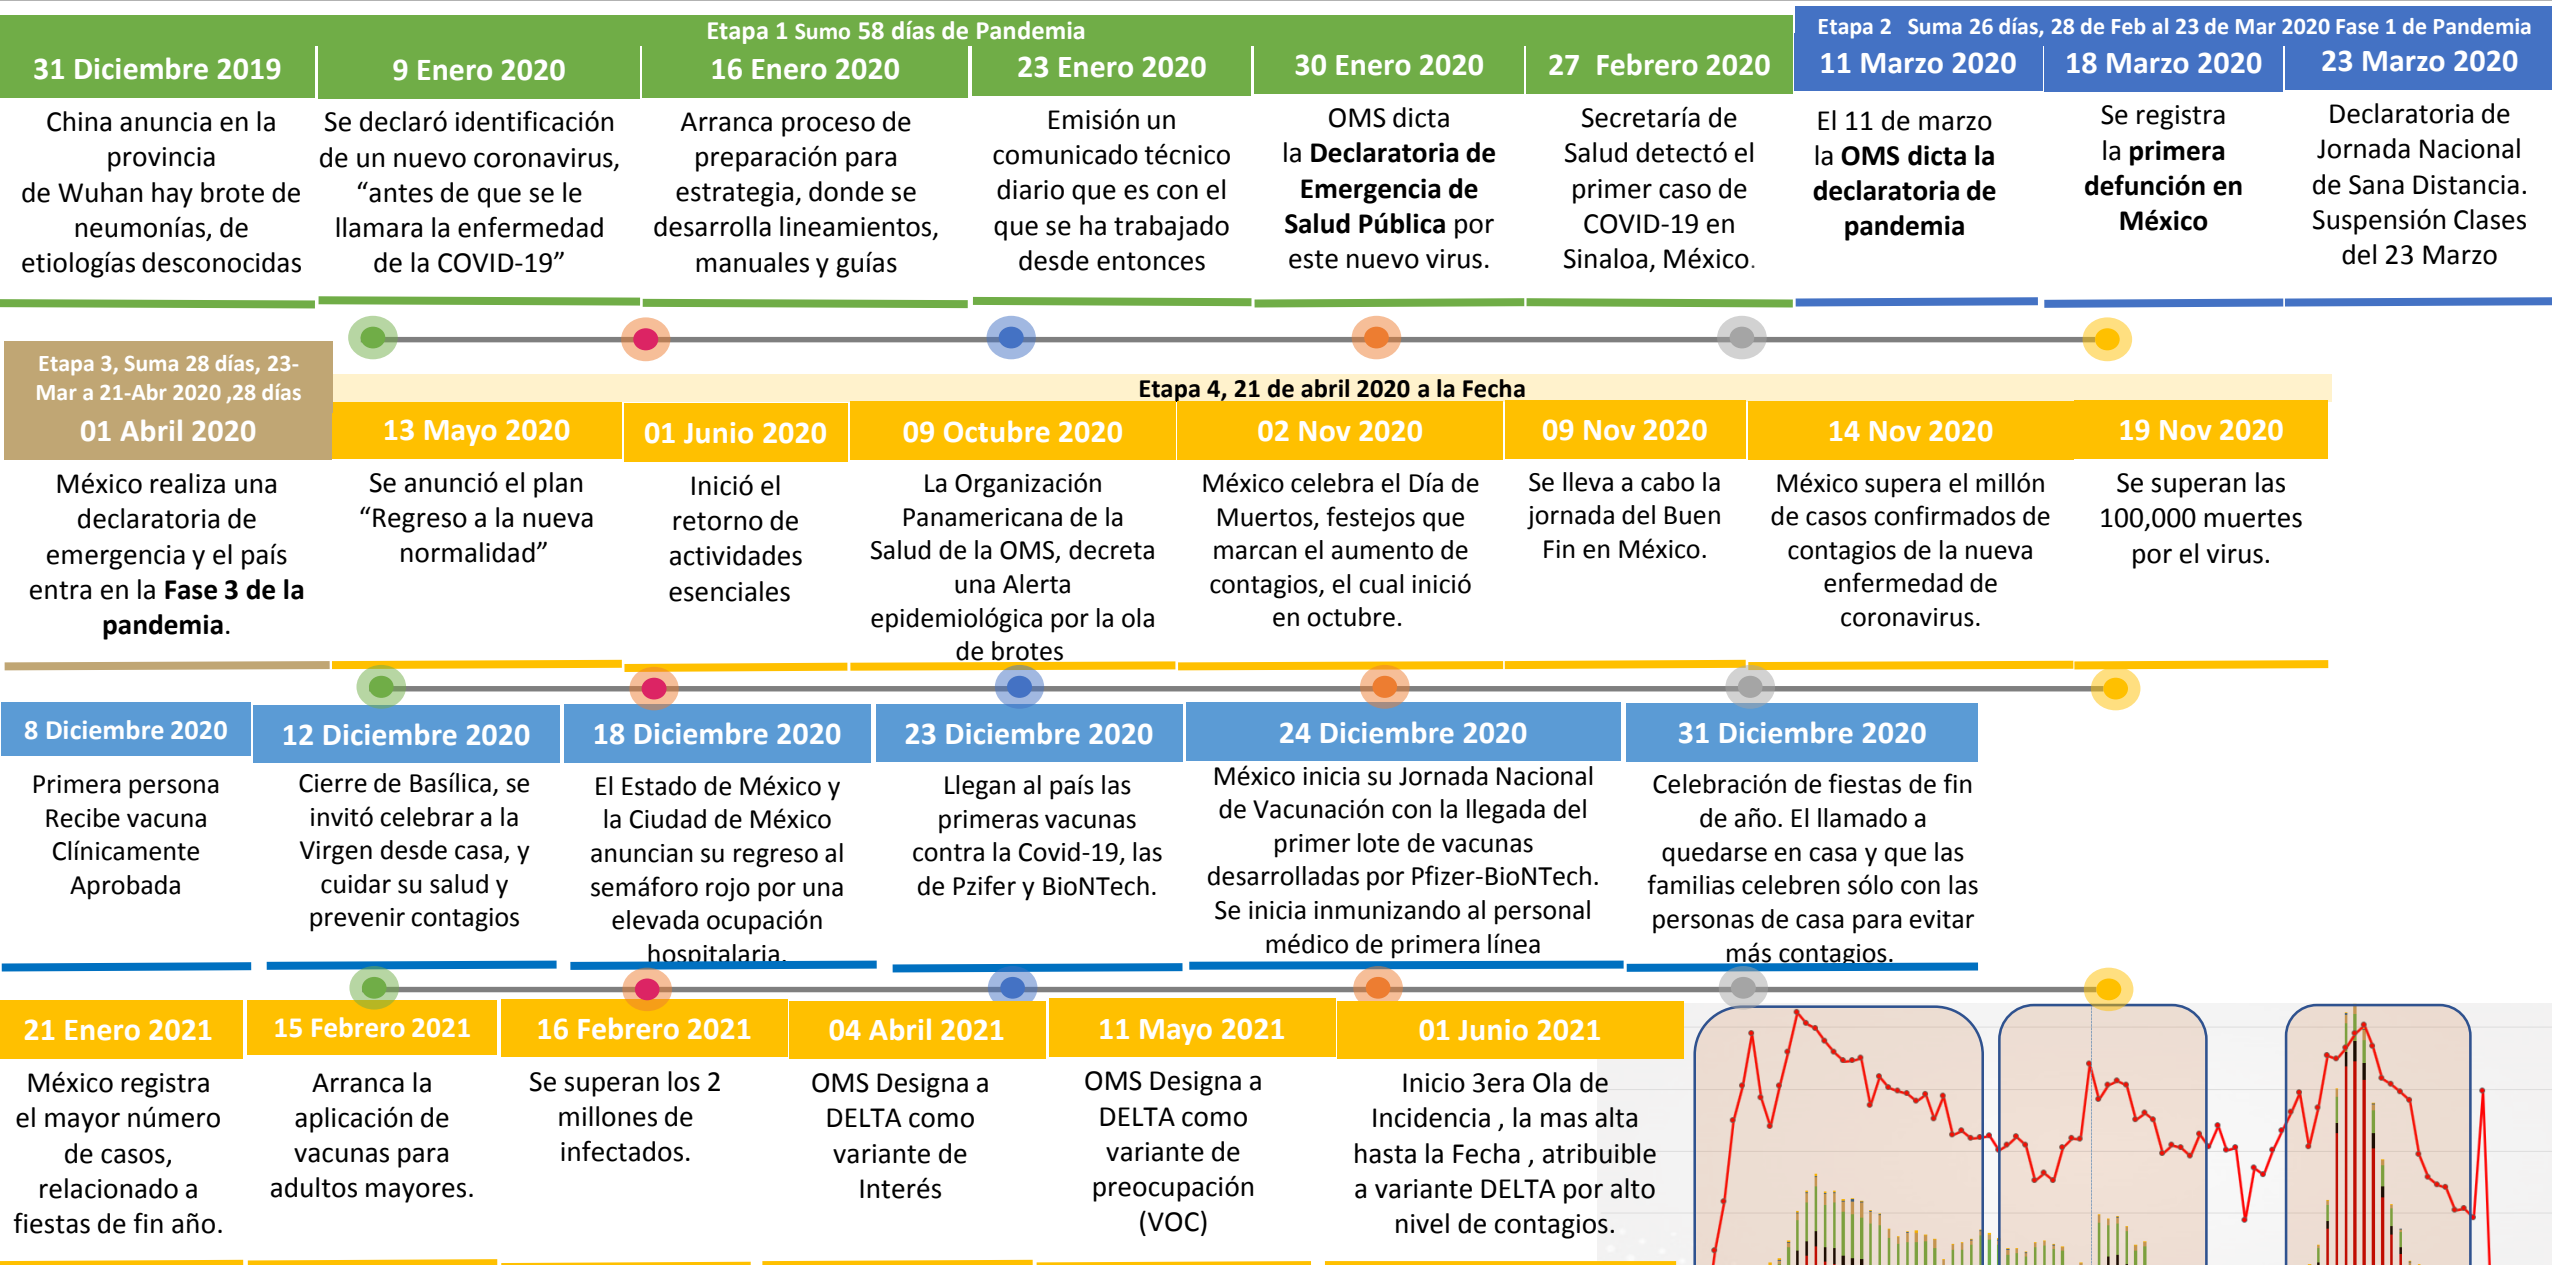 Etapa 1 Sumo 58 días de Pandemia
Etapa 2 Suma 26 días, 28 de Feb al 23 de Mar 2020 Fase 1 de Pandemia
31 Diciembre 2019
China anuncia en la
provincia
de Wuhan hay brote de
neumonías, de
etiologías desconocidas
9 Enero 2020
Se declaró identificación
de un nuevo coronavirus,
“antes de que se le
llamara la enfermedad
de la COVID-19”
16 Enero 2020
Arranca proceso de
preparación para
estrategia, donde se
desarrolla lineamientos,
manuales y guías
23 Enero 2020
Emisión un
comunicado técnico
diario que es con el
que se ha trabajado
desde entonces
30 Enero 2020
OMS dicta
la Declaratoria de
Emergencia de
Salud Pública por
este nuevo virus.
27 Febrero 2020
Secretaría de
Salud detectó el
primer caso de
COVID-19 en
Sinaloa, México.
11 Marzo 2020
El 11 de marzo
la OMS dicta la
declaratoria de
pandemia
18 Marzo 2020
Se registra
la primera
defunción en
México
23 Marzo 2020
Declaratoria de
Jornada Nacional
de Sana Distancia.
Suspensión Clases
del 23 Marzo
Etapa 3, Suma 28 días, 23-
Mar a 21-Abr 2020 ,28 días
01 Abril 2020
México realiza una
declaratoria de
emergencia y el país
entra en la Fase 3 de la
pandemia.
Etapa 4, 21 de abril 2020 a la Fecha
13 Mayo 2020
Se anunció el plan
“Regreso a la nueva
normalidad”
01 Junio 2020
Inició el
retorno de
actividades
esenciales
09 Octubre 2020
La Organización
Panamericana de la
Salud de la OMS, decreta
una Alerta
epidemiológica por la ola
de brotes
02 Nov 2020
México celebra el Día de
Muertos, festejos que
marcan el aumento de
contagios, el cual inició
en octubre.
09 Nov 2020
Se lleva a cabo la
jornada del Buen
Fin en México.
14 Nov 2020
México supera el millón
de casos confirmados de
contagios de la nueva
enfermedad de
coronavirus.
19 Nov 2020
Se superan las
100,000 muertes
por el virus.
8 Diciembre 2020
Primera persona
Recibe vacuna
Clínicamente
Aprobada
12 Diciembre 2020
Cierre de Basílica, se
invitó celebrar a la
Virgen desde casa, y
cuidar su salud y
prevenir contagios
18 Diciembre 2020
El Estado de México y
la Ciudad de México
anuncian su regreso al
semáforo rojo por una
elevada ocupación
hospitalaria.
23 Diciembre 2020
Llegan al país las
primeras vacunas
contra la Covid-19, las
de Pzifer y BioNTech.
24 Diciembre 2020
México inicia su Jornada Nacional
de Vacunación con la llegada del
primer lote de vacunas
desarrolladas por Pfizer-BioNTech.
Se inicia inmunizando al personal
médico de primera línea
31 Diciembre 2020
Celebración de fiestas de fin
de año. El llamado a
quedarse en casa y que las
familias celebren sólo con las
personas de casa para evitar
más contagios.
21 Enero 2021
México registra
el mayor número
de casos,
relacionado a
fiestas de fin año.
15 Febrero 2021
Arranca la
aplicación de
vacunas para
adultos mayores.
16 Febrero 2021
Se superan los 2
millones de
infectados.
04 Abril 2021
OMS Designa a
DELTA como
variante de
Interés
11 Mayo 2021
OMS Designa a
DELTA como
variante de
preocupación
(VOC)
01 Junio 2021
Inicio 3era Ola de
Incidencia , la mas alta
hasta la Fecha , atribuible
a variante DELTA por alto
nivel de contagios.